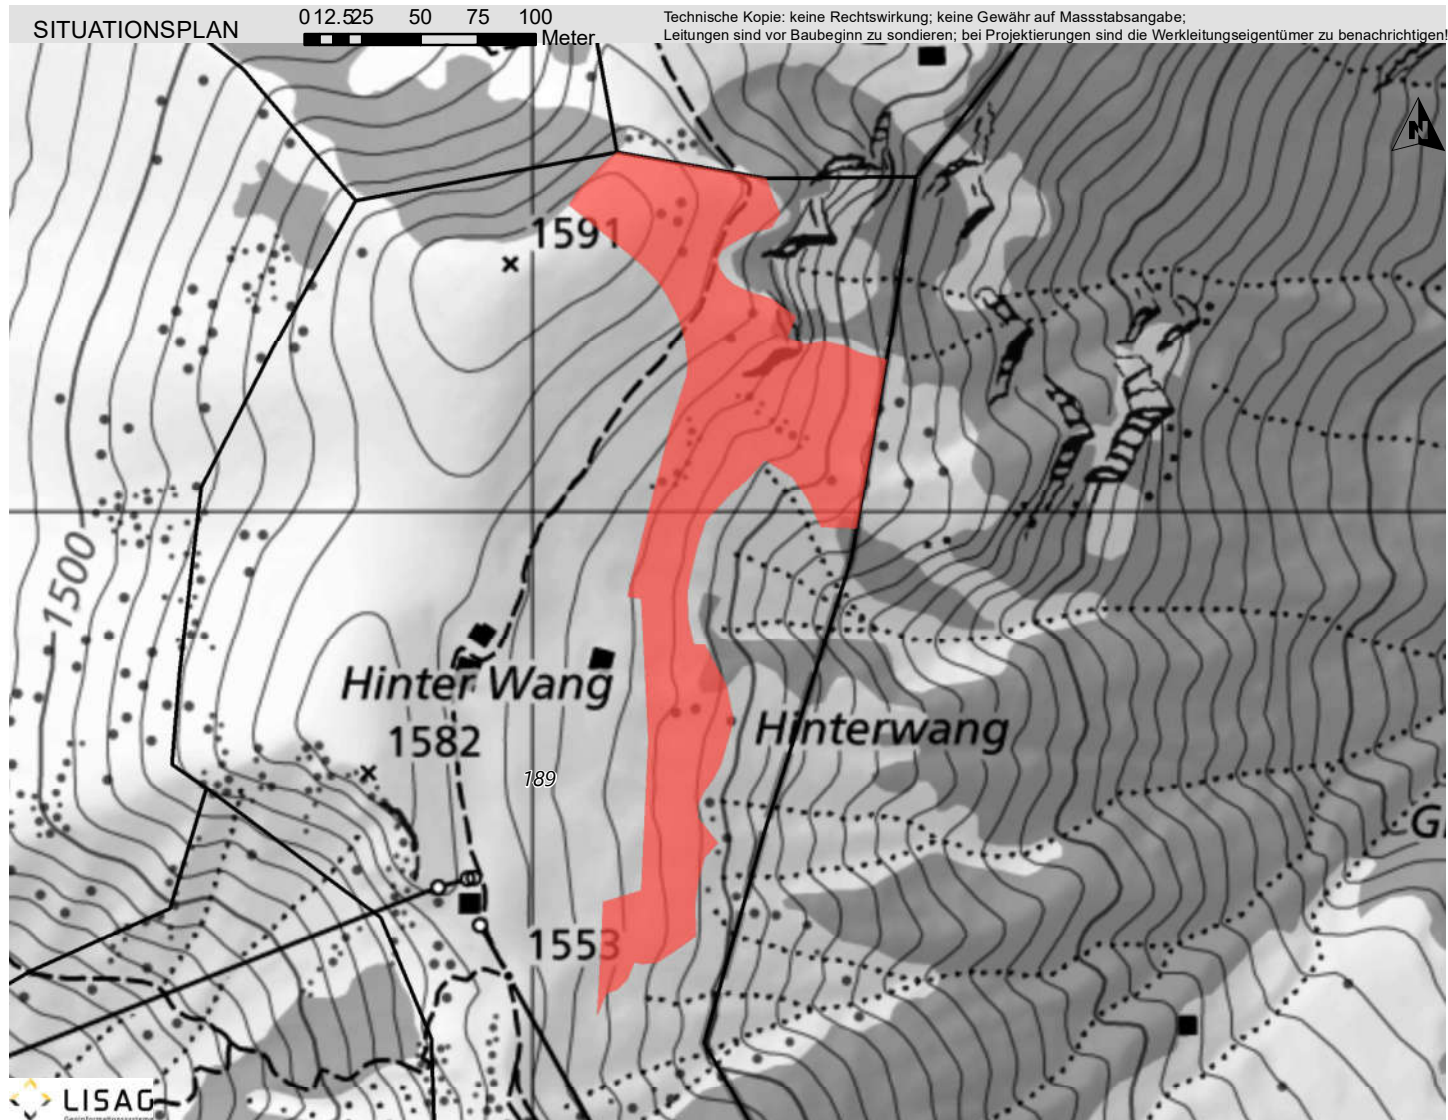 SITUATIONSPLAN
0 12.5 25 50 75 100
Meter
Technische Kopie: keine Rechtswirkung; keine Gewähr auf Massstabsangabe;
Leitungen sind vor Baubeginn zu sondieren; bei Projektierungen sind die Werkleitungseigentümer zu benachrichtigen!
N
1591
1500
Hinter Wang
1582
Hinterwang
189
G
1553
LISAG